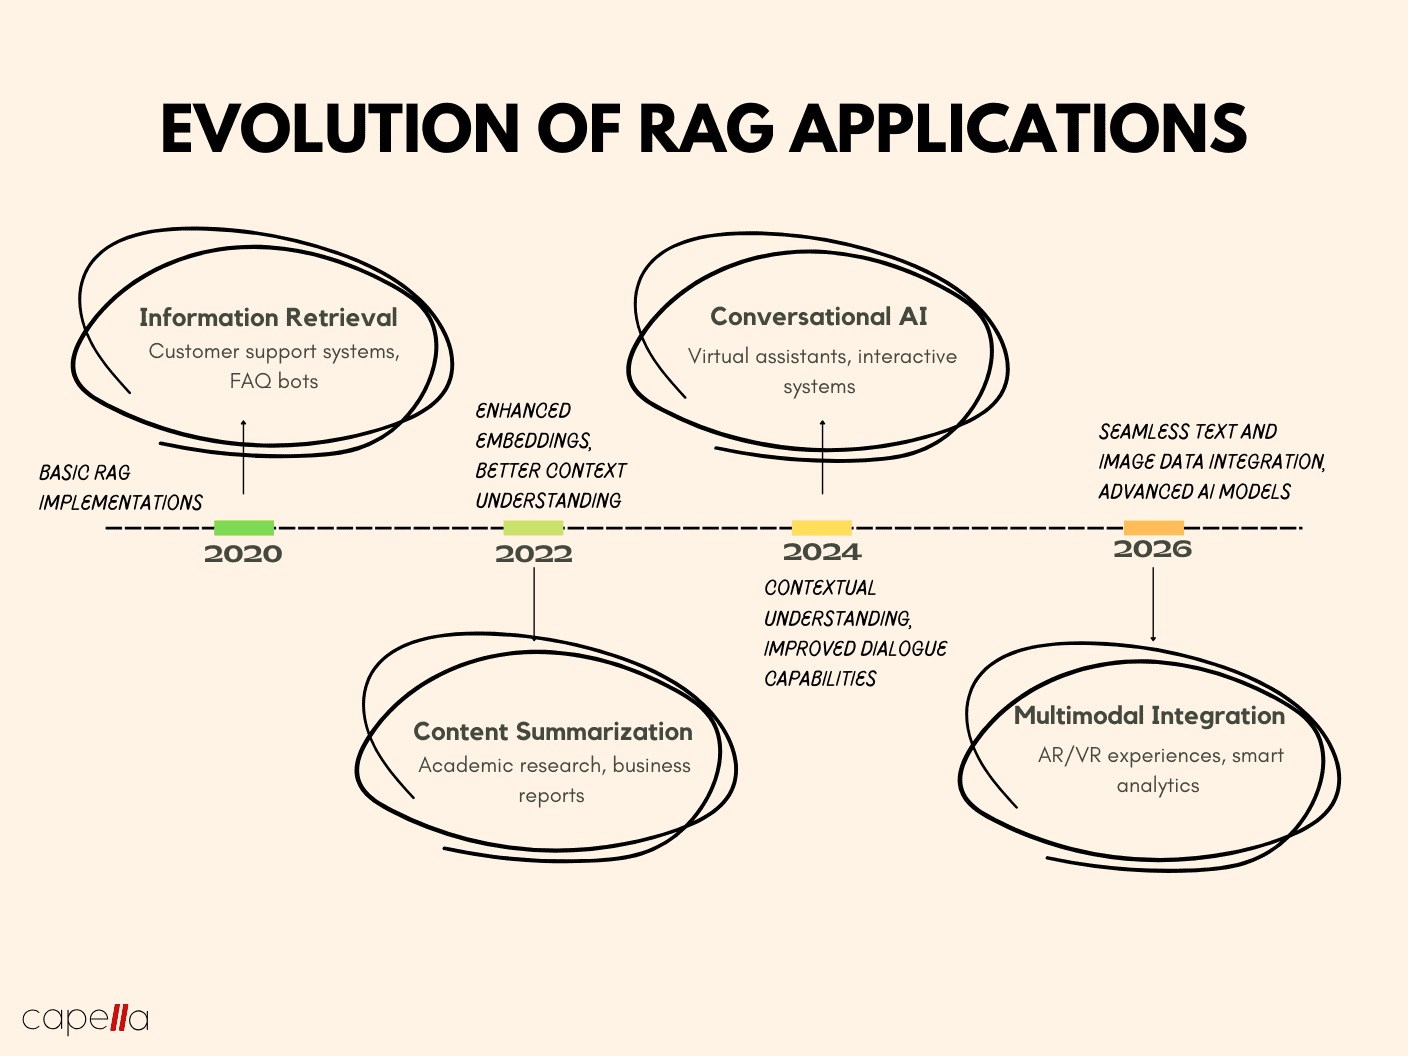 EVOLUTION OF RAG APPLICATIONS
Information Retrieval
Customer support systems,
FAQ bots
Conversational AI
Virtual assistants, interactive
systems
BASIC RAG
IMPLEMENTATIONS
ENHANCED
EMBEDDINGS,
BETTER CONTEXT
UNDERSTANDING
SEAMLESS TEXT AND
IMAGE DATA INTEGRATION,
ADVANCED AI MODELS
2020
2022
2024
2026
CONTEXTUAL
UNDERSTANDING,
IMPROVED DIALOGUE
CAPABILITIES
Content Summarization
Academic research, business
reports
Multimodal Integration
AR/VR experiences, smart
analytics
capella